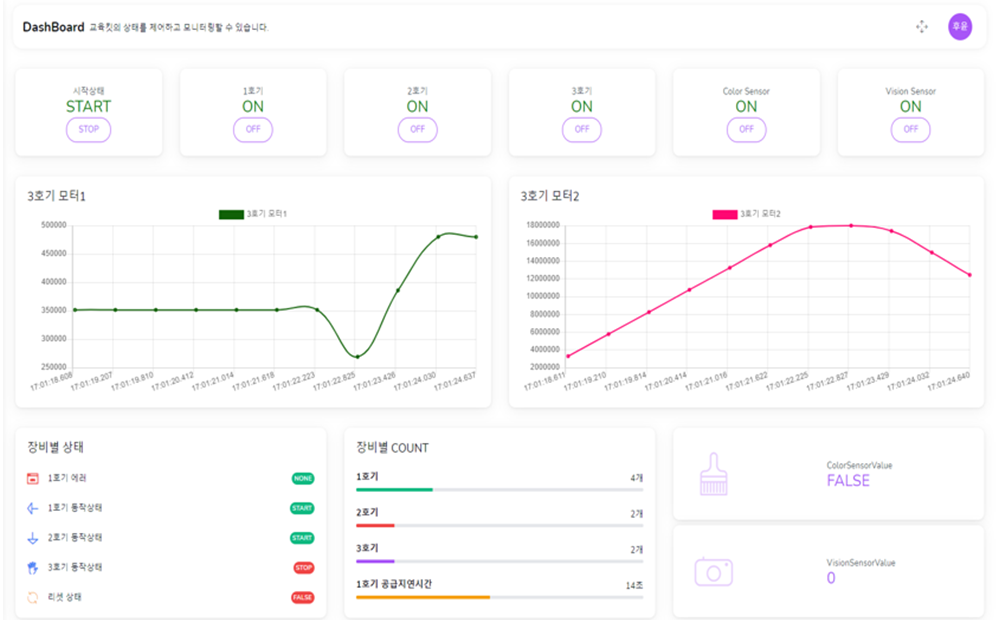 DashBoard 교육킷의 상태를 제어하고 모니터링할 수 있습니다.
후윤
시작상태
START
STOP
1호기
ON
OFF
2호기
ON
OFF
3호기
ON
OFF
Color Sensor
ON
OFF
Vision Sensor
ON
OFF
3호기 모터1
3호기 모터1
500000
450000
400000
350000
300000
250000
17:01:18.608
17:01:19.207
17:01:19.810
17:01:20.412
17:01:21.014
17:01:21.618
17:01:22.223
17:01:22.825
17:01:23.426
17:01:24.030
17:01:24.637
3호기 모터2
3호기 모터2
18000000
16000000
14000000
12000000
10000000
8000000
6000000
4000000
2000000
17:01:18.611
17:01:19.210
17:01:19.814
17:01:20.414
17:01:21.016
17:01:21.622
17:01:22.225
17:01:22.827
17:01:23.429
17:01:24.032
17:01:24.640
장비별 상태
1호기 에러 NONE
1호기 동작상태 START
2호기 동작상태 START
3호기 동작상태 STOP
리셋 상태 FALSE
장비별 COUNT
1호기 4개
2호기 2개
3호기 2개
1호기 공급지연시간 14초
ColorSensorValue
FALSE
VisionSensorValue
0